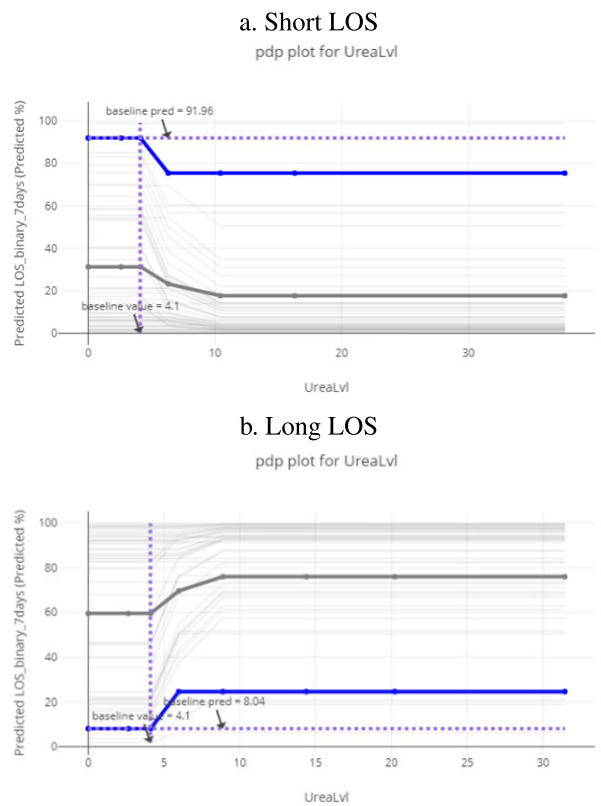 a. Short LOS
pdp plot for UreaLvl
baseline pred = 91.96
100
80
60
40
20
0
Predicted LOS_binary_7days (Predicted %)
baseline value = 4.1
0 10 20 30
UreaLvl
b. Long LOS
pdp plot for UreaLvl
100
80
60
40
20
0
Predicted LOS_binary_7days (Predicted %)
baseline pred = 8.04
baseline value = 4.1
0 5 10 15 20 25 30
UreaLvl